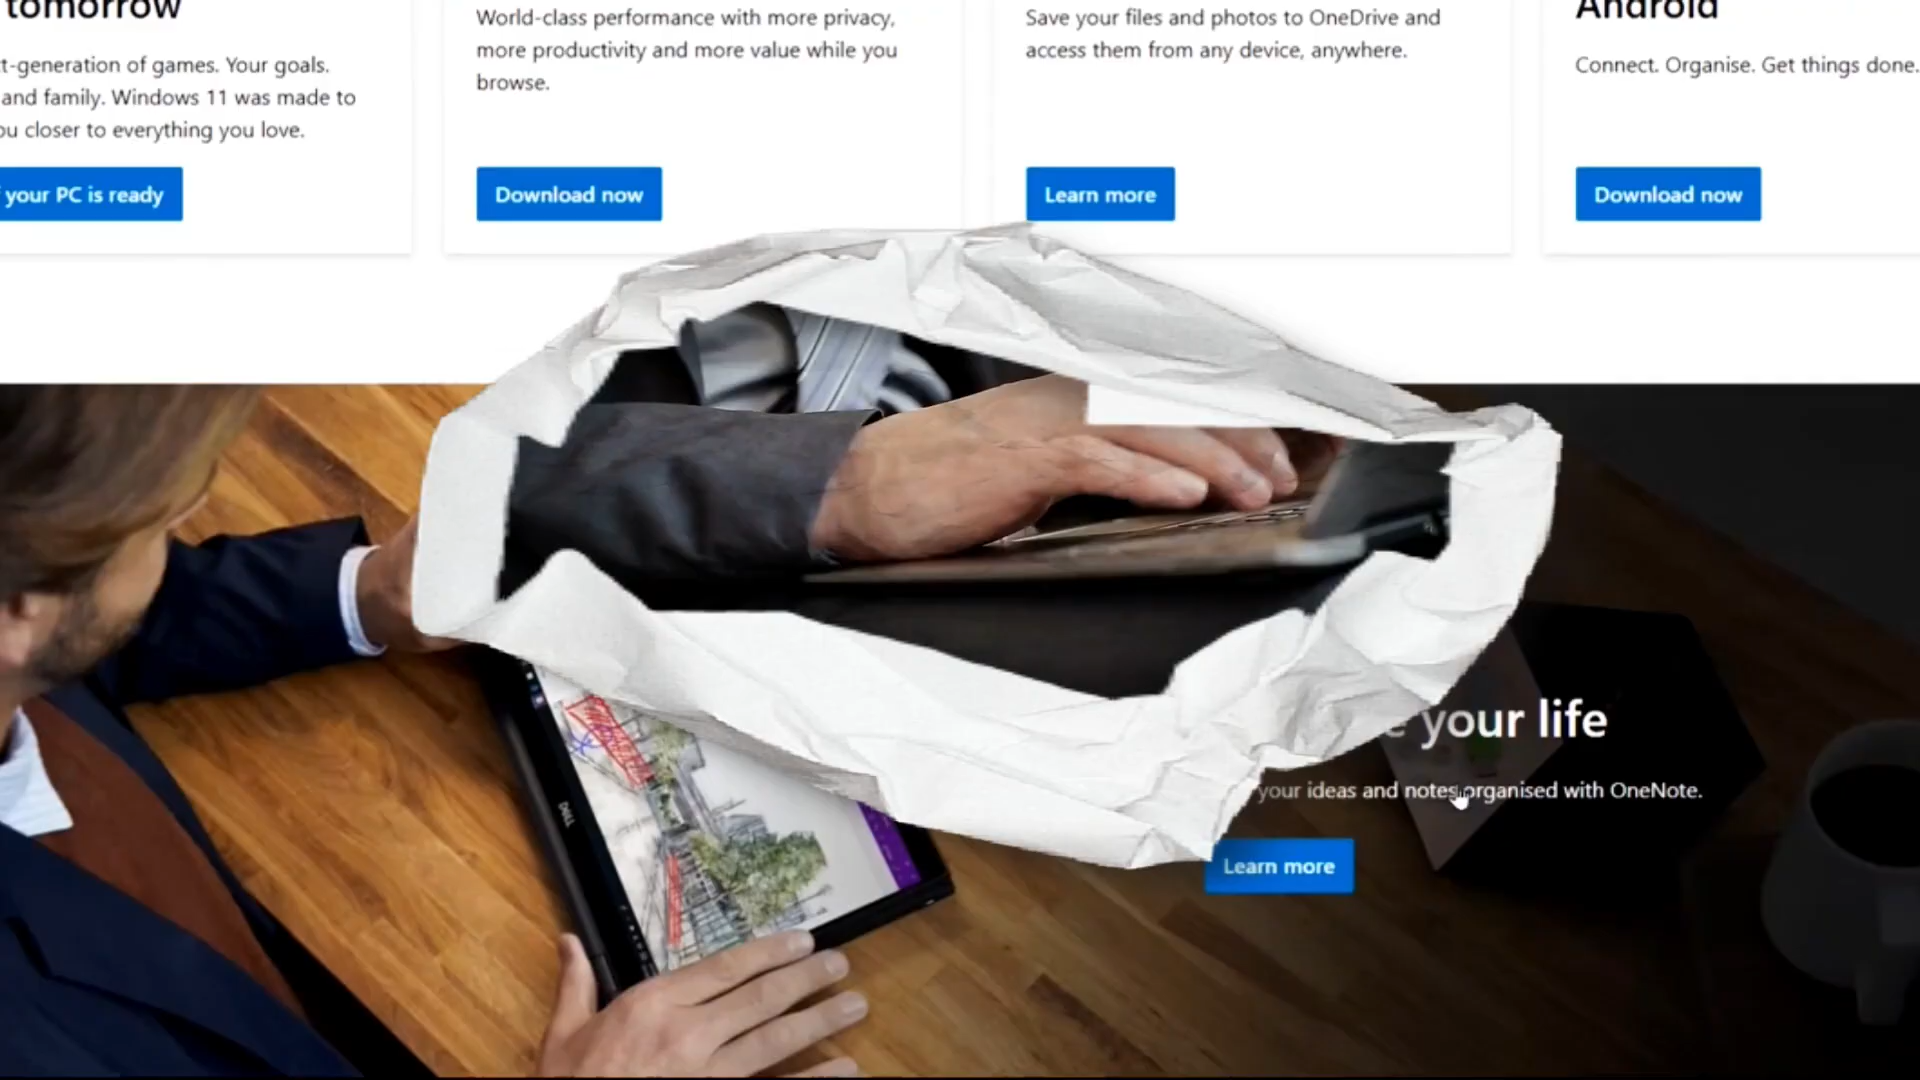 tomorrow
t-generation of games. Your goals.
and family. Windows 11 was made to
ou closer to everything you love.
your PC is ready
World-class performance with more privacy,
more productivity and more value while you
browse.
Download now
Save your files and photos to OneDrive and
access them from any device, anywhere.
Learn more
Android
Connect. Organise. Get things done.
Download now
e your life
your ideas and notes organised with OneNote.
Learn more
DELL